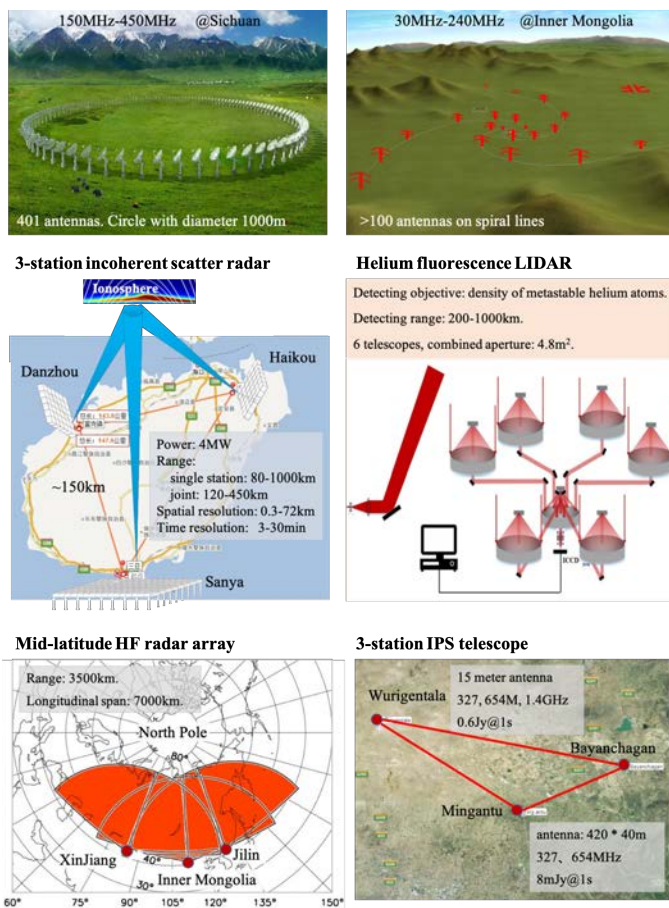 150MHz-450MHz @Sichuan
401 antennas. Circle with diameter 1000m
30MHz-240MHz @Inner Mongolia
>100 antennas on spiral lines
3-station incoherent scatter radar
Ionosphere
Danzhou
Haikou
~150km
Power: 4MW
Range:
single station: 80-1000km
joint: 120-450km
Spatial resolution: 0.3-72km
Time resolution: 3-30min
三亚
Sanya
Helium fluorescence LIDAR
Detecting objective: density of metastable helium atoms.
Detecting range: 200-1000km.
6 telescopes, combined aperture: 4.8m².
ICCD
Mid-latitude HF radar array
Range: 3500km.
Longitudinal span: 7000km.
North Pole
80°
XinJiang
40°
Jilin
Inner Mongolia
30°
60° 75° 90° 105° 120° 135° 150°
3-station IPS telescope
15 meter antenna
327, 654M, 1.4GHz
0.6Jy@1s
Wurigentala
Bayanchagan
Bayanchagan
Mingantu
antenna: 420 * 40m
327、654MHz
8mJy@1s